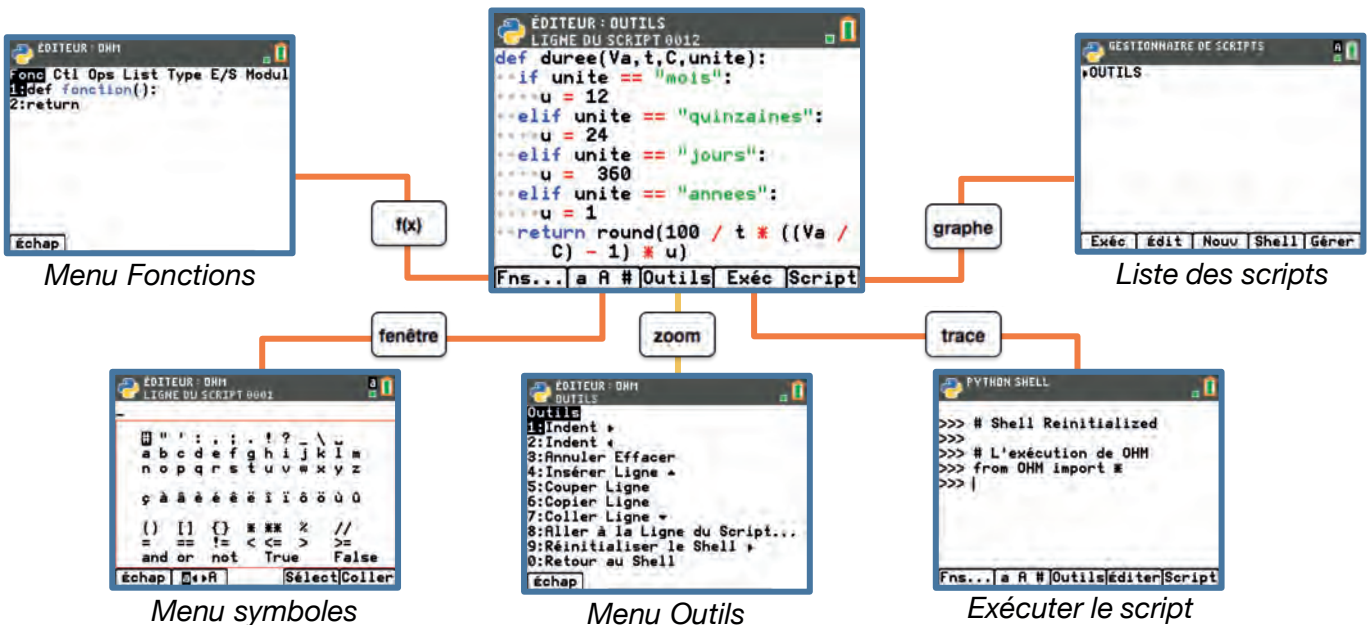 ÉDITEUR : OHM
Fonc Ctl Ops List Type E/S Modul
1:def fonction():
2:return
Échap
Menu Fonctions
f(x)
ÉDITEUR : OUTILS
LIGNE DU SCRIPT 0012
def duree(Va,t,C,unite):
if unite == "mois":
u = 12
elif unite == "quinzaines":
u = 24
elif unite == "jours":
u = 360
elif unite == "annees":
u = 1
return round(100 / t * ((Va /
C) - 1) * u)
Fns... a A # Outils Exéc Script
graphe
GESTIONNAIRE DE SCRIPTS
OUTILS
Exéc Édit Nouv Shell Gérer
Liste des scripts
fenêtre
zoom
trace
ÉDITEUR : OHM
LIGNE DU SCRIPT 0001
# " ' : , ; . ! ? _ \ ␣
a b c d e f g h i j k l m
n o p q r s t u v w x y z
ç à â è é ê ë î ï ô ö ù û
() [] {} * ** % //
= == != < <= > >=
and or not True False
Échap a◂▸A Sélect Coller
Menu symboles
ÉDITEUR : OHM
OUTILS
Outils
1:Indent ▸
2:Indent ◂
3:Annuler Effacer
4:Insérer Ligne ▴
5:Couper Ligne
6:Copier Ligne
7:Coller Ligne ▾
8:Aller à la Ligne du Script...
9:Réinitialiser le Shell ▸
0:Retour au Shell
Échap
Menu Outils
PYTHON SHELL
>>> # Shell Reinitialized
>>>
>>> # L'exécution de OHM
>>> from OHM import *
>>> |
Fns... a A # Outils Éditer Script
Exécuter le script